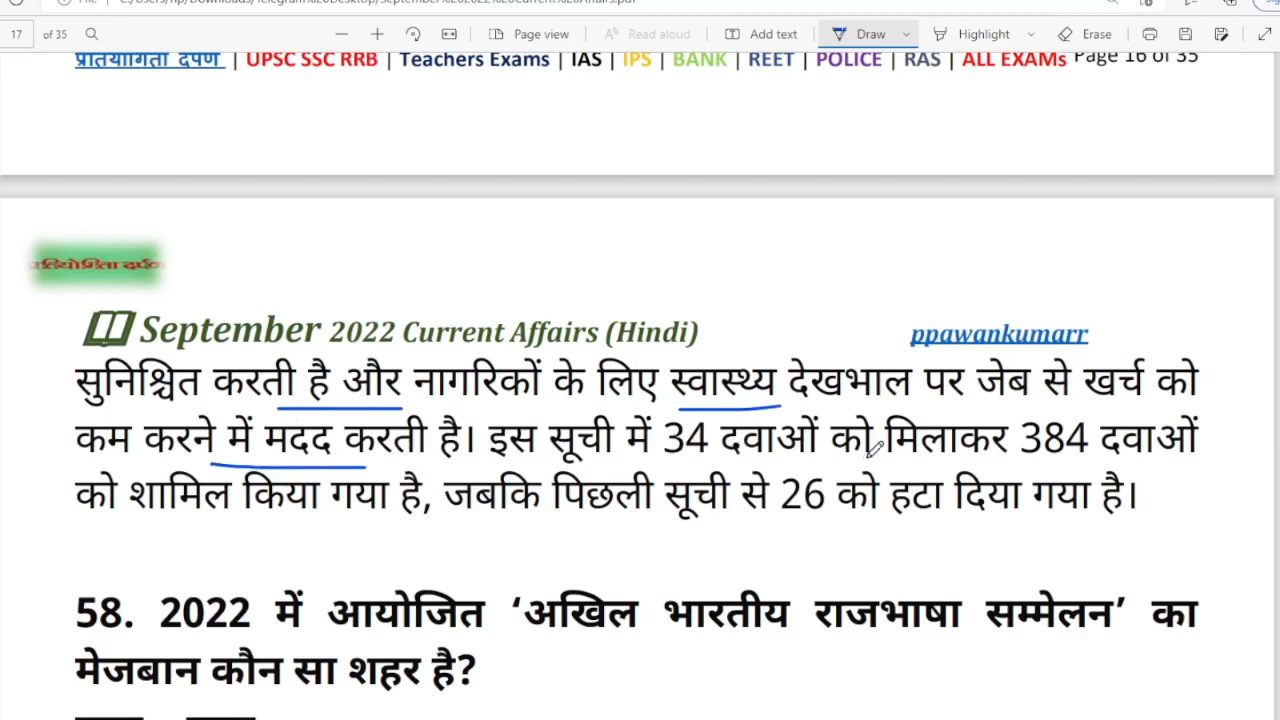 17 of 35 Page view Read aloud Add text Draw Highlight Erase
प्रतियोगिता दर्पण | UPSC SSC RRB | Teachers Exams | IAS | IPS | BANK | REET | POLICE | RAS | ALL EXAMs Page 16 of 35
प्रतियोगिता दर्पण
September 2022 Current Affairs (Hindi) ppawankumarr
सुनिश्चित करती है और नागरिकों के लिए स्वास्थ्य देखभाल पर जेब से खर्च को
कम करने में मदद करती है। इस सूची में 34 दवाओं को मिलाकर 384 दवाओं
को शामिल किया गया है, जबकि पिछली सूची से 26 को हटा दिया गया है।
58. 2022 में आयोजित ‘अखिल भारतीय राजभाषा सम्मेलन’ का
मेजबान कौन सा शहर है?